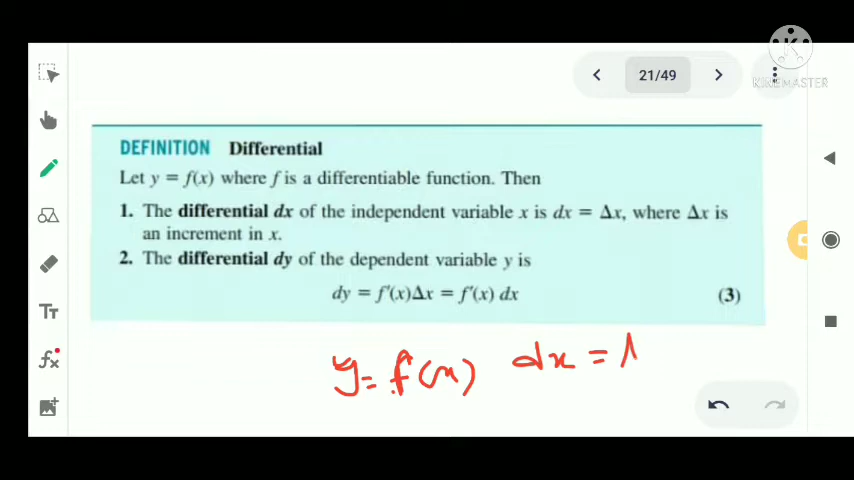 21/49
KINEMASTER
DEFINITION Differential
Let y = f(x) where f is a differentiable function. Then
1. The differential dx of the independent variable x is dx = Δx, where Δx is
an increment in x.
2. The differential dy of the dependent variable y is
dy = f'(x)Δx = f'(x) dx (3)
y = f(x) dx =
Tт
fx